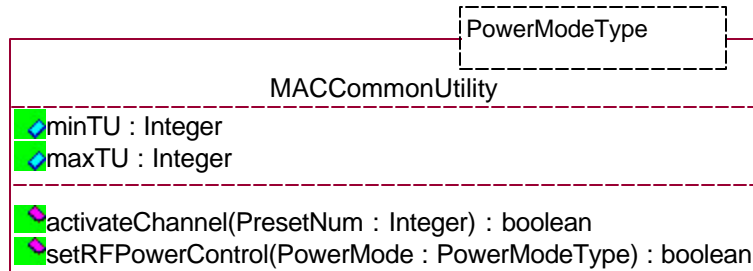 PowerModeType
MACCommonUtility
minTU : Integer
maxTU : Integer
activateChannel(PresetNum : Integer) : boolean
setRFPowerControl(PowerMode : PowerModeType) : boolean